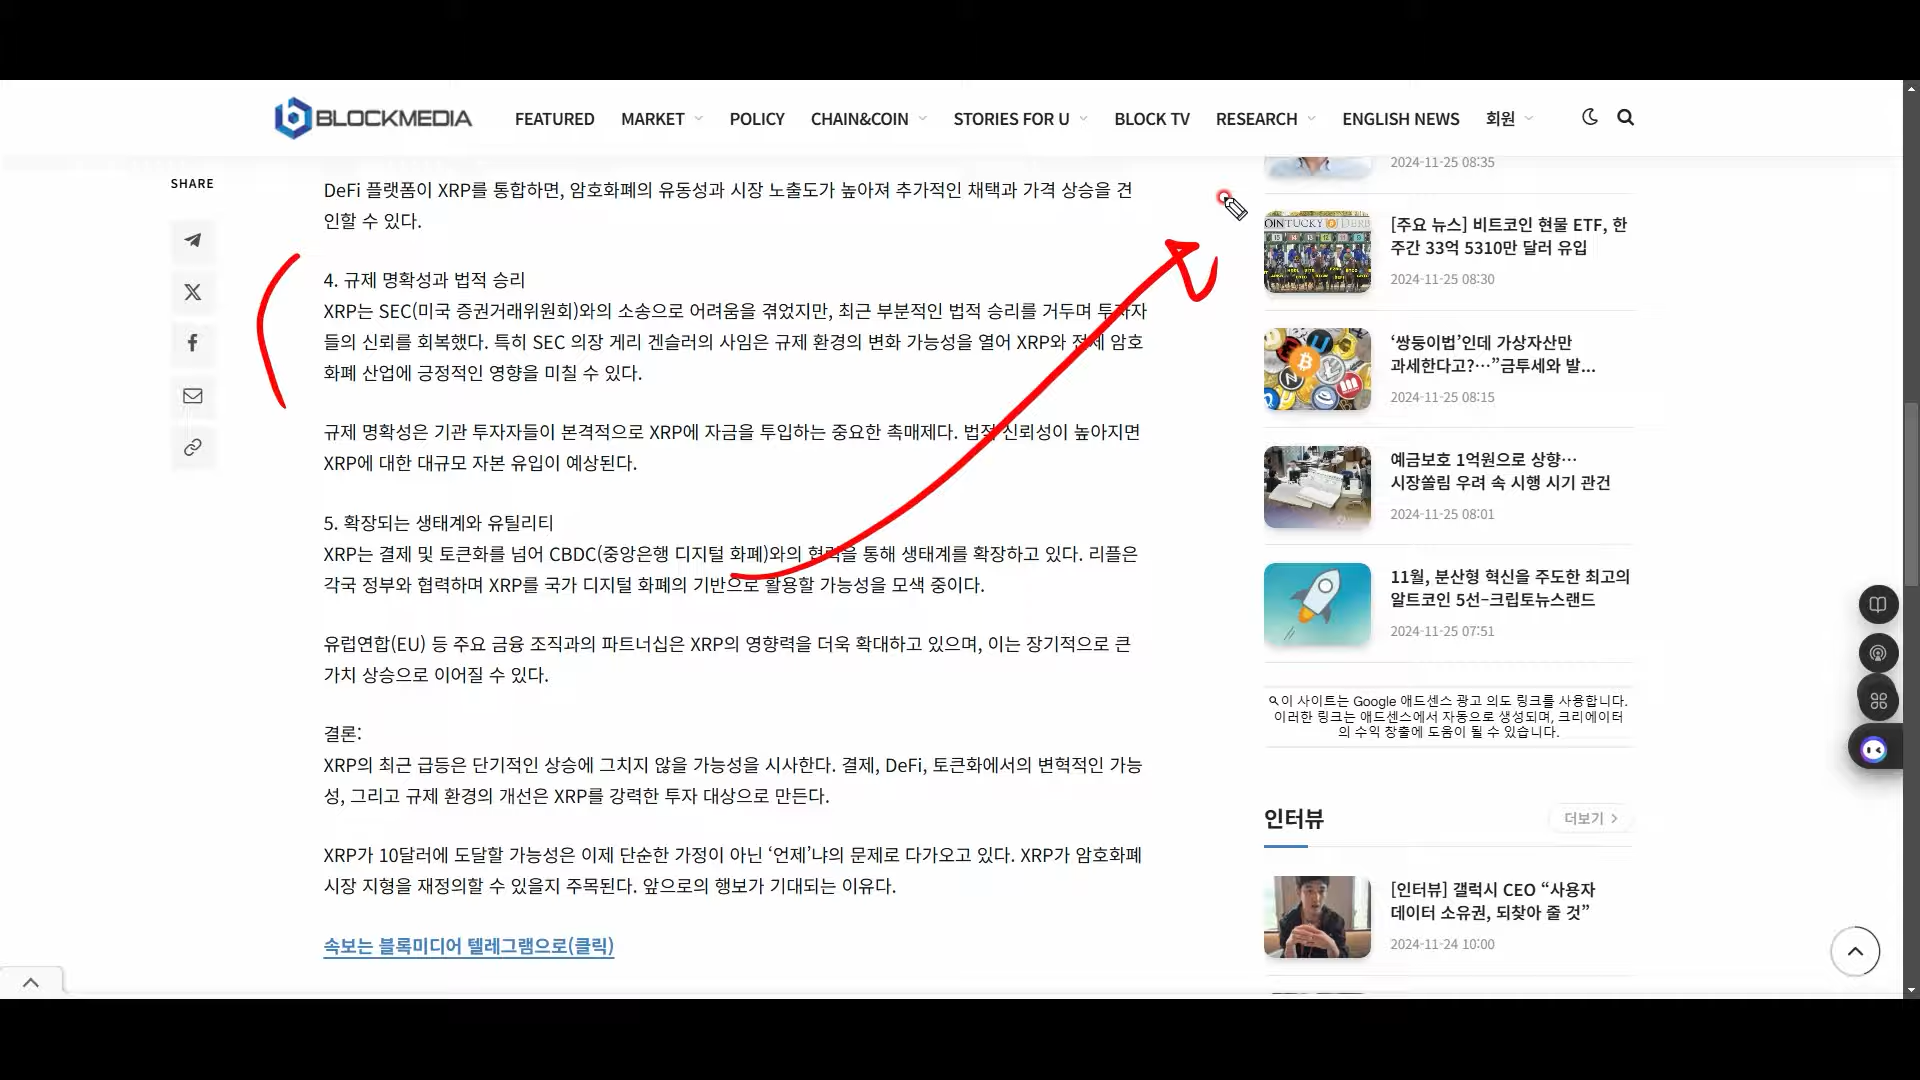 BLOCKMEDIA
FEATURED MARKET POLICY CHAIN&COIN STORIES FOR U BLOCK TV RESEARCH ENGLISH NEWS 회원
SHARE
DeFi 플랫폼이 XRP를 통합하면, 암호화폐의 유동성과 시장 노출도가 높아져 추가적인 채택과 가격 상승을 견
인할 수 있다.
4. 규제 명확성과 법적 승리
XRP는 SEC(미국 증권거래위원회)와의 소송으로 어려움을 겪었지만, 최근 부분적인 법적 승리를 거두며 투자자
들의 신뢰를 회복했다. 특히 SEC 의장 게리 겐슬러의 사임은 규제 환경의 변화 가능성을 열어 XRP와 전체 암호
화폐 산업에 긍정적인 영향을 미칠 수 있다.
규제 명확성은 기관 투자자들이 본격적으로 XRP에 자금을 투입하는 중요한 촉매제다. 법적 신뢰성이 높아지면
XRP에 대한 대규모 자본 유입이 예상된다.
5. 확장되는 생태계와 유틸리티
XRP는 결제 및 토큰화를 넘어 CBDC(중앙은행 디지털 화폐)와의 협력을 통해 생태계를 확장하고 있다. 리플은
각국 정부와 협력하며 XRP를 국가 디지털 화폐의 기반으로 활용할 가능성을 모색 중이다.
유럽연합(EU) 등 주요 금융 조직과의 파트너십은 XRP의 영향력을 더욱 확대하고 있으며, 이는 장기적으로 큰
가치 상승으로 이어질 수 있다.
결론:
XRP의 최근 급등은 단기적인 상승에 그치지 않을 가능성을 시사한다. 결제, DeFi, 토큰화에서의 변혁적인 가능
성, 그리고 규제 환경의 개선은 XRP를 강력한 투자 대상으로 만든다.
XRP가 10달러에 도달할 가능성은 이제 단순한 가정이 아닌 ‘언제’냐의 문제로 다가오고 있다. XRP가 암호화폐
시장 지형을 재정의할 수 있을지 주목된다. 앞으로의 행보가 기대되는 이유다.
속보는 블록미디어 텔레그램으로(클릭)
2024-11-25 08:35
[주요 뉴스] 비트코인 현물 ETF, 한
주간 33억 5310만 달러 유입
2024-11-25 08:30
‘쌍둥이법’인데 가상자산만
과세한다고?…”금투세와 발...
2024-11-25 08:15
예금보호 1억원으로 상향…
시장쏠림 우려 속 시행 시기 관건
2024-11-25 08:01
11월, 분산형 혁신을 주도한 최고의
알트코인 5선–크립토뉴스랜드
2024-11-25 07:51
이 사이트는 Google 애드센스 광고 의도 링크를 사용합니다.
이러한 링크는 애드센스에서 자동으로 생성되며, 크리에이터
의 수익 창출에 도움이 될 수 있습니다.
인터뷰
더보기
[인터뷰] 갤럭시 CEO “사용자
데이터 소유권, 되찾아 줄 것”
2024-11-24 10:00